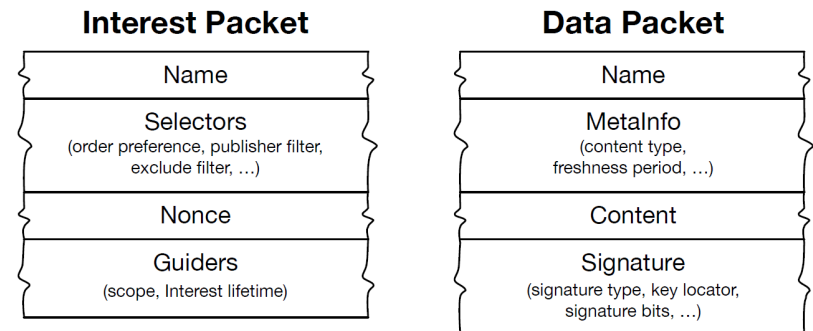 Interest Packet
Name
Selectors
(order preference, publisher filter,
exclude filter, ...)
Nonce
Guiders
(scope, Interest lifetime)
Data Packet
Name
MetaInfo
(content type,
freshness period, ...)
Content
Signature
(signature type, key locator,
signature bits, ...)